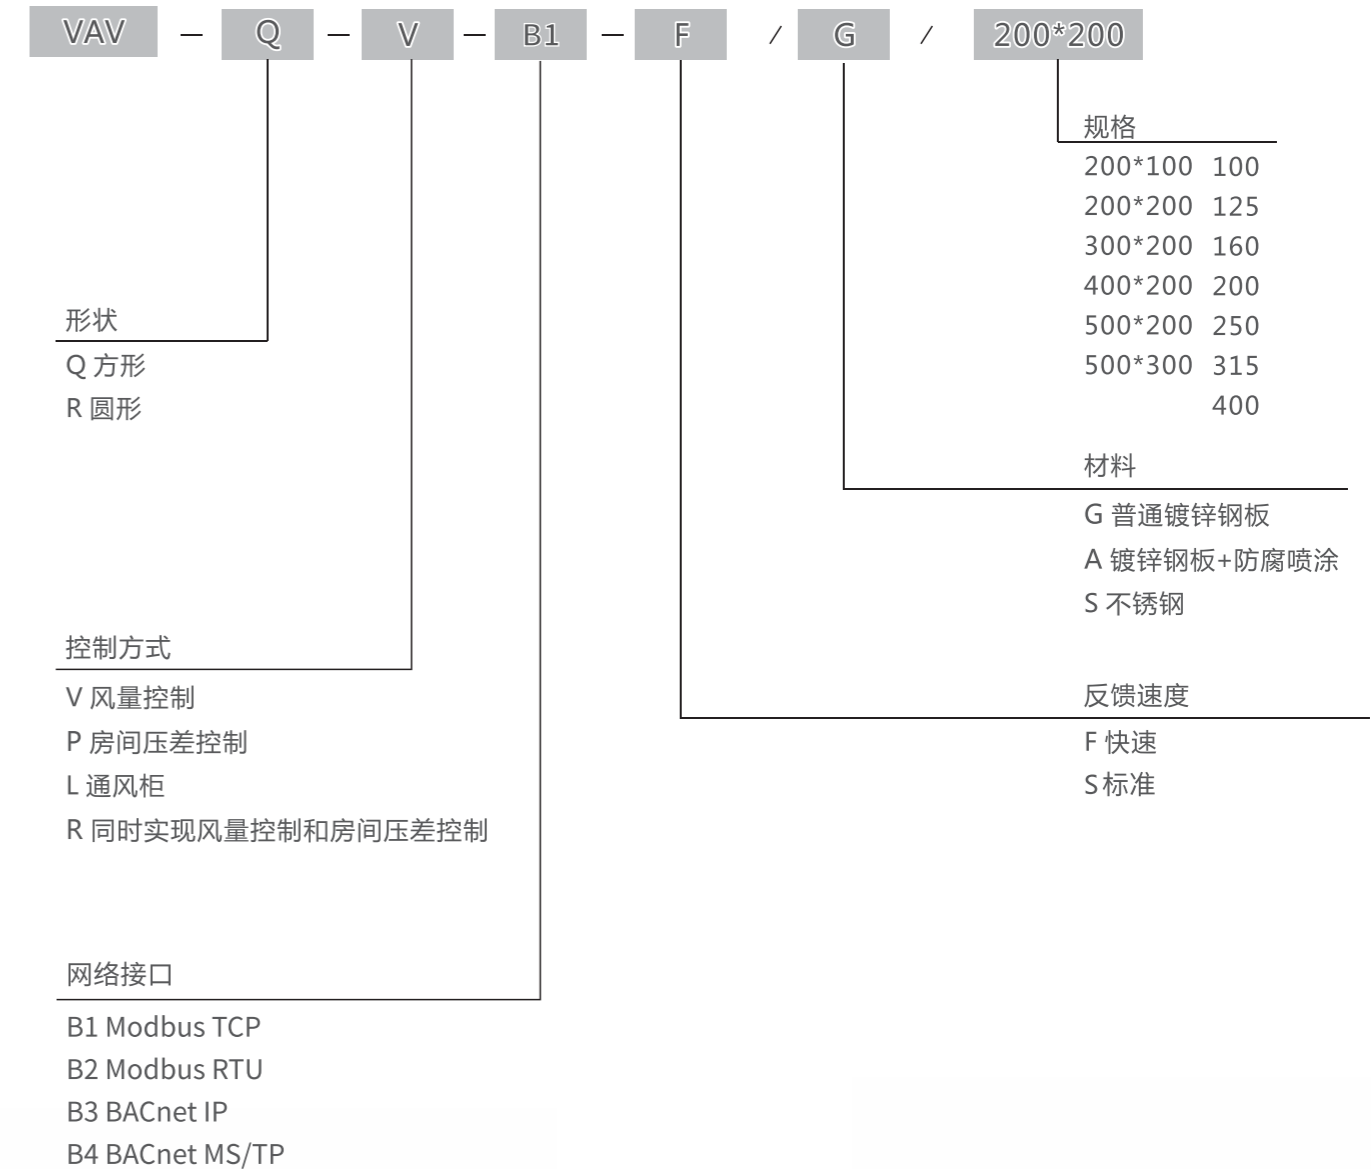 VAV — Q — V — B1 — F / G / 200*200
规格
200*100 100
200*200 125
300*200 160
400*200 200
500*200 250
500*300 315
400
形状
Q 方形
R 圆形
材料
G 普通镀锌钢板
A 镀锌钢板+防腐喷涂
S 不锈钢
控制方式
V 风量控制
P 房间压差控制
L 通风柜
R 同时实现风量控制和房间压差控制
反馈速度
F 快速
S 标准
网络接口
B1 Modbus TCP
B2 Modbus RTU
B3 BACnet IP
B4 BACnet MS/TP